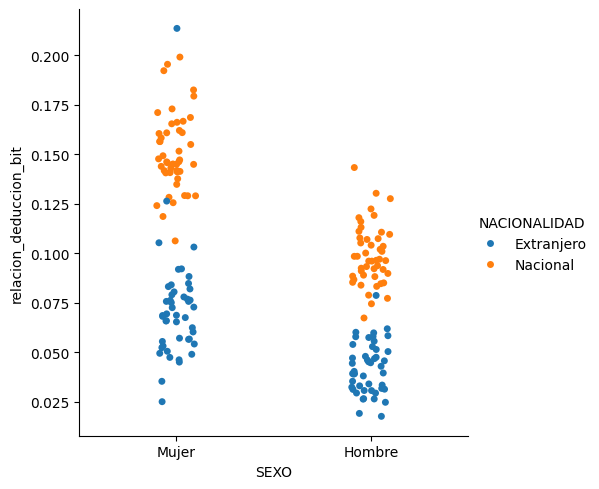 0.200
0.175
0.150
0.125
0.100
0.075
0.050
0.025
relacion_deduccion_bit
Mujer
Hombre
SEXO
NACIONALIDAD
Extranjero
Nacional